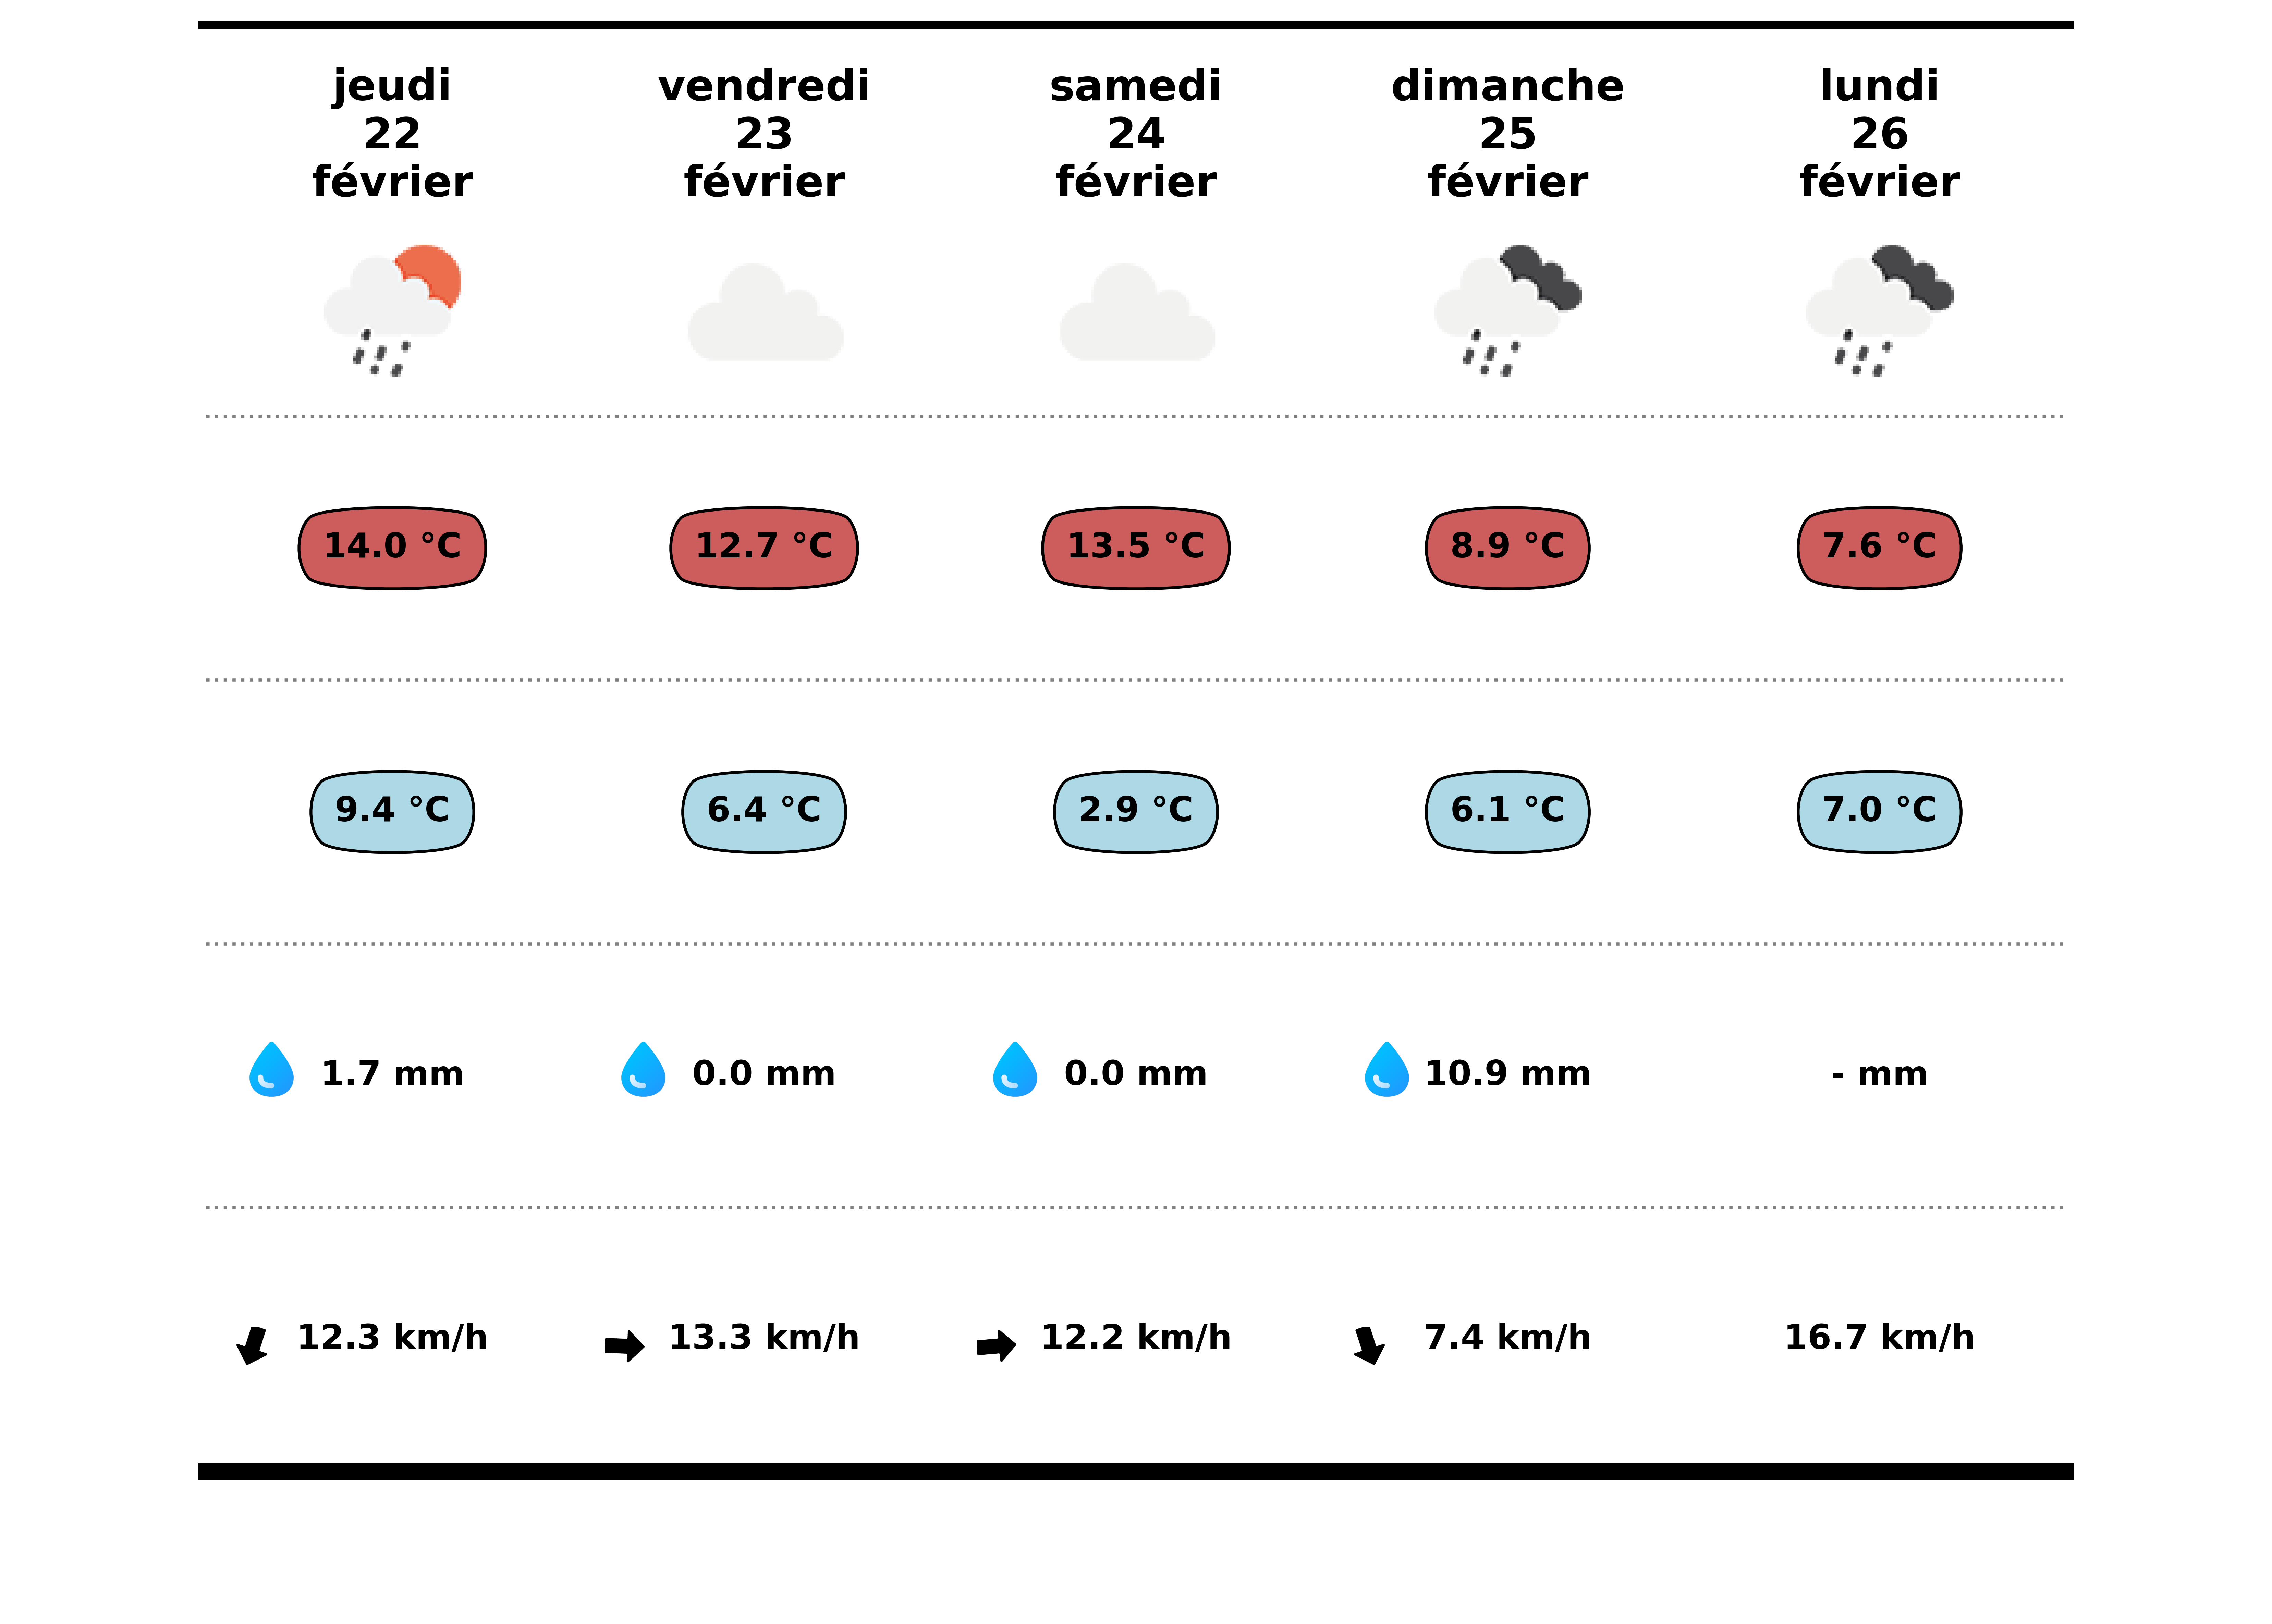 jeudi
22
février
vendredi
23
février
samedi
24
février
dimanche
25
février
lundi
26
février
14.0 °C
12.7 °C
13.5 °C
8.9 °C
7.6 °C
9.4 °C
6.4 °C
2.9 °C
6.1 °C
7.0 °C
1.7 mm
0.0 mm
0.0 mm
10.9 mm
- mm
12.3 km/h
13.3 km/h
12.2 km/h
7.4 km/h
16.7 km/h